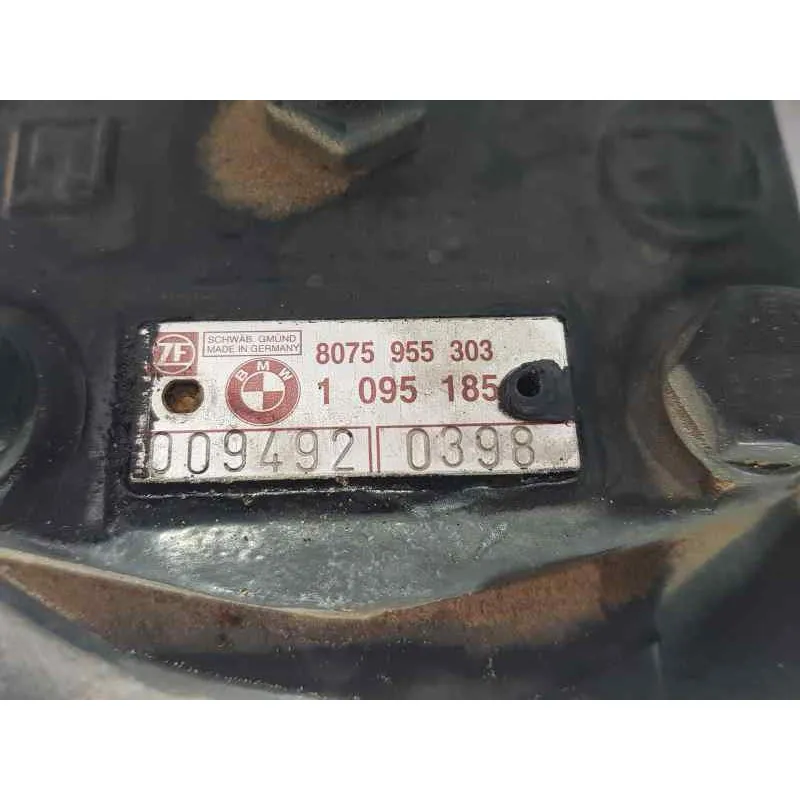 ZF SCHWÄB. GMÜND
MADE IN GERMANY
8075 955 303
BMW 1 095 185
009492 0398